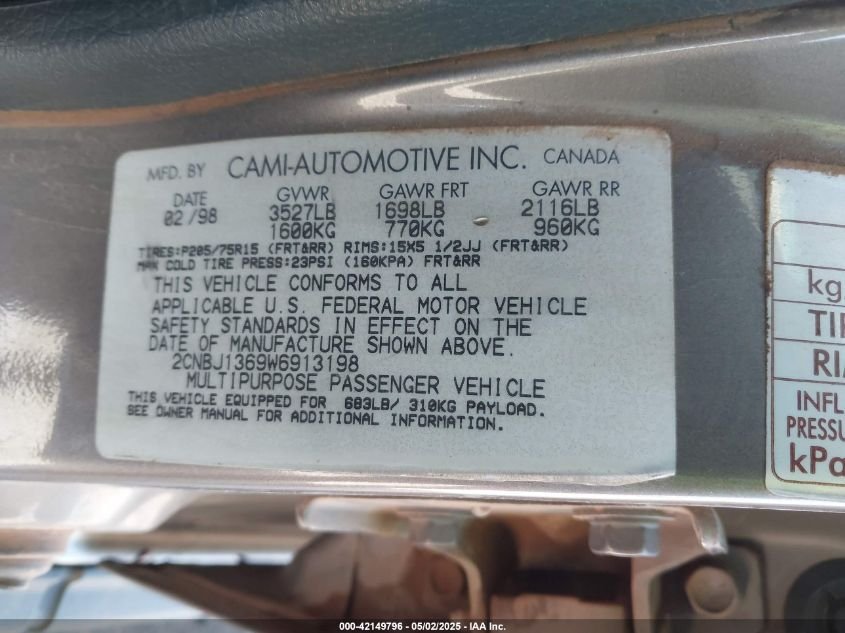 MFD. BY CAMI-AUTOMOTIVE INC. CANADA
DATE GVWR GAWR FRT GAWR RR
02/98 3527LB 1698LB 2116LB
1600KG 770KG 960KG
TIRES:P205/75R15 (FRT&RR) RIMS:15X5 1/2JJ (FRT&RR)
MAX COLD TIRE PRESS:23PSI (160KPA) FRT&RR
THIS VEHICLE CONFORMS TO ALL
APPLICABLE U.S. FEDERAL MOTOR VEHICLE
SAFETY STANDARDS IN EFFECT ON THE
DATE OF MANUFACTURE SHOWN ABOVE.
2CNBJ1369W6913198
MULTIPURPOSE PASSENGER VEHICLE
THIS VEHICLE EQUIPPED FOR 683LB/ 310KG PAYLOAD.
SEE OWNER MANUAL FOR ADDITIONAL INFORMATION.
kg
TI
RI
INFL
PRESSU
kPa
000-42149796 - 05/02/2025 - IAA Inc.